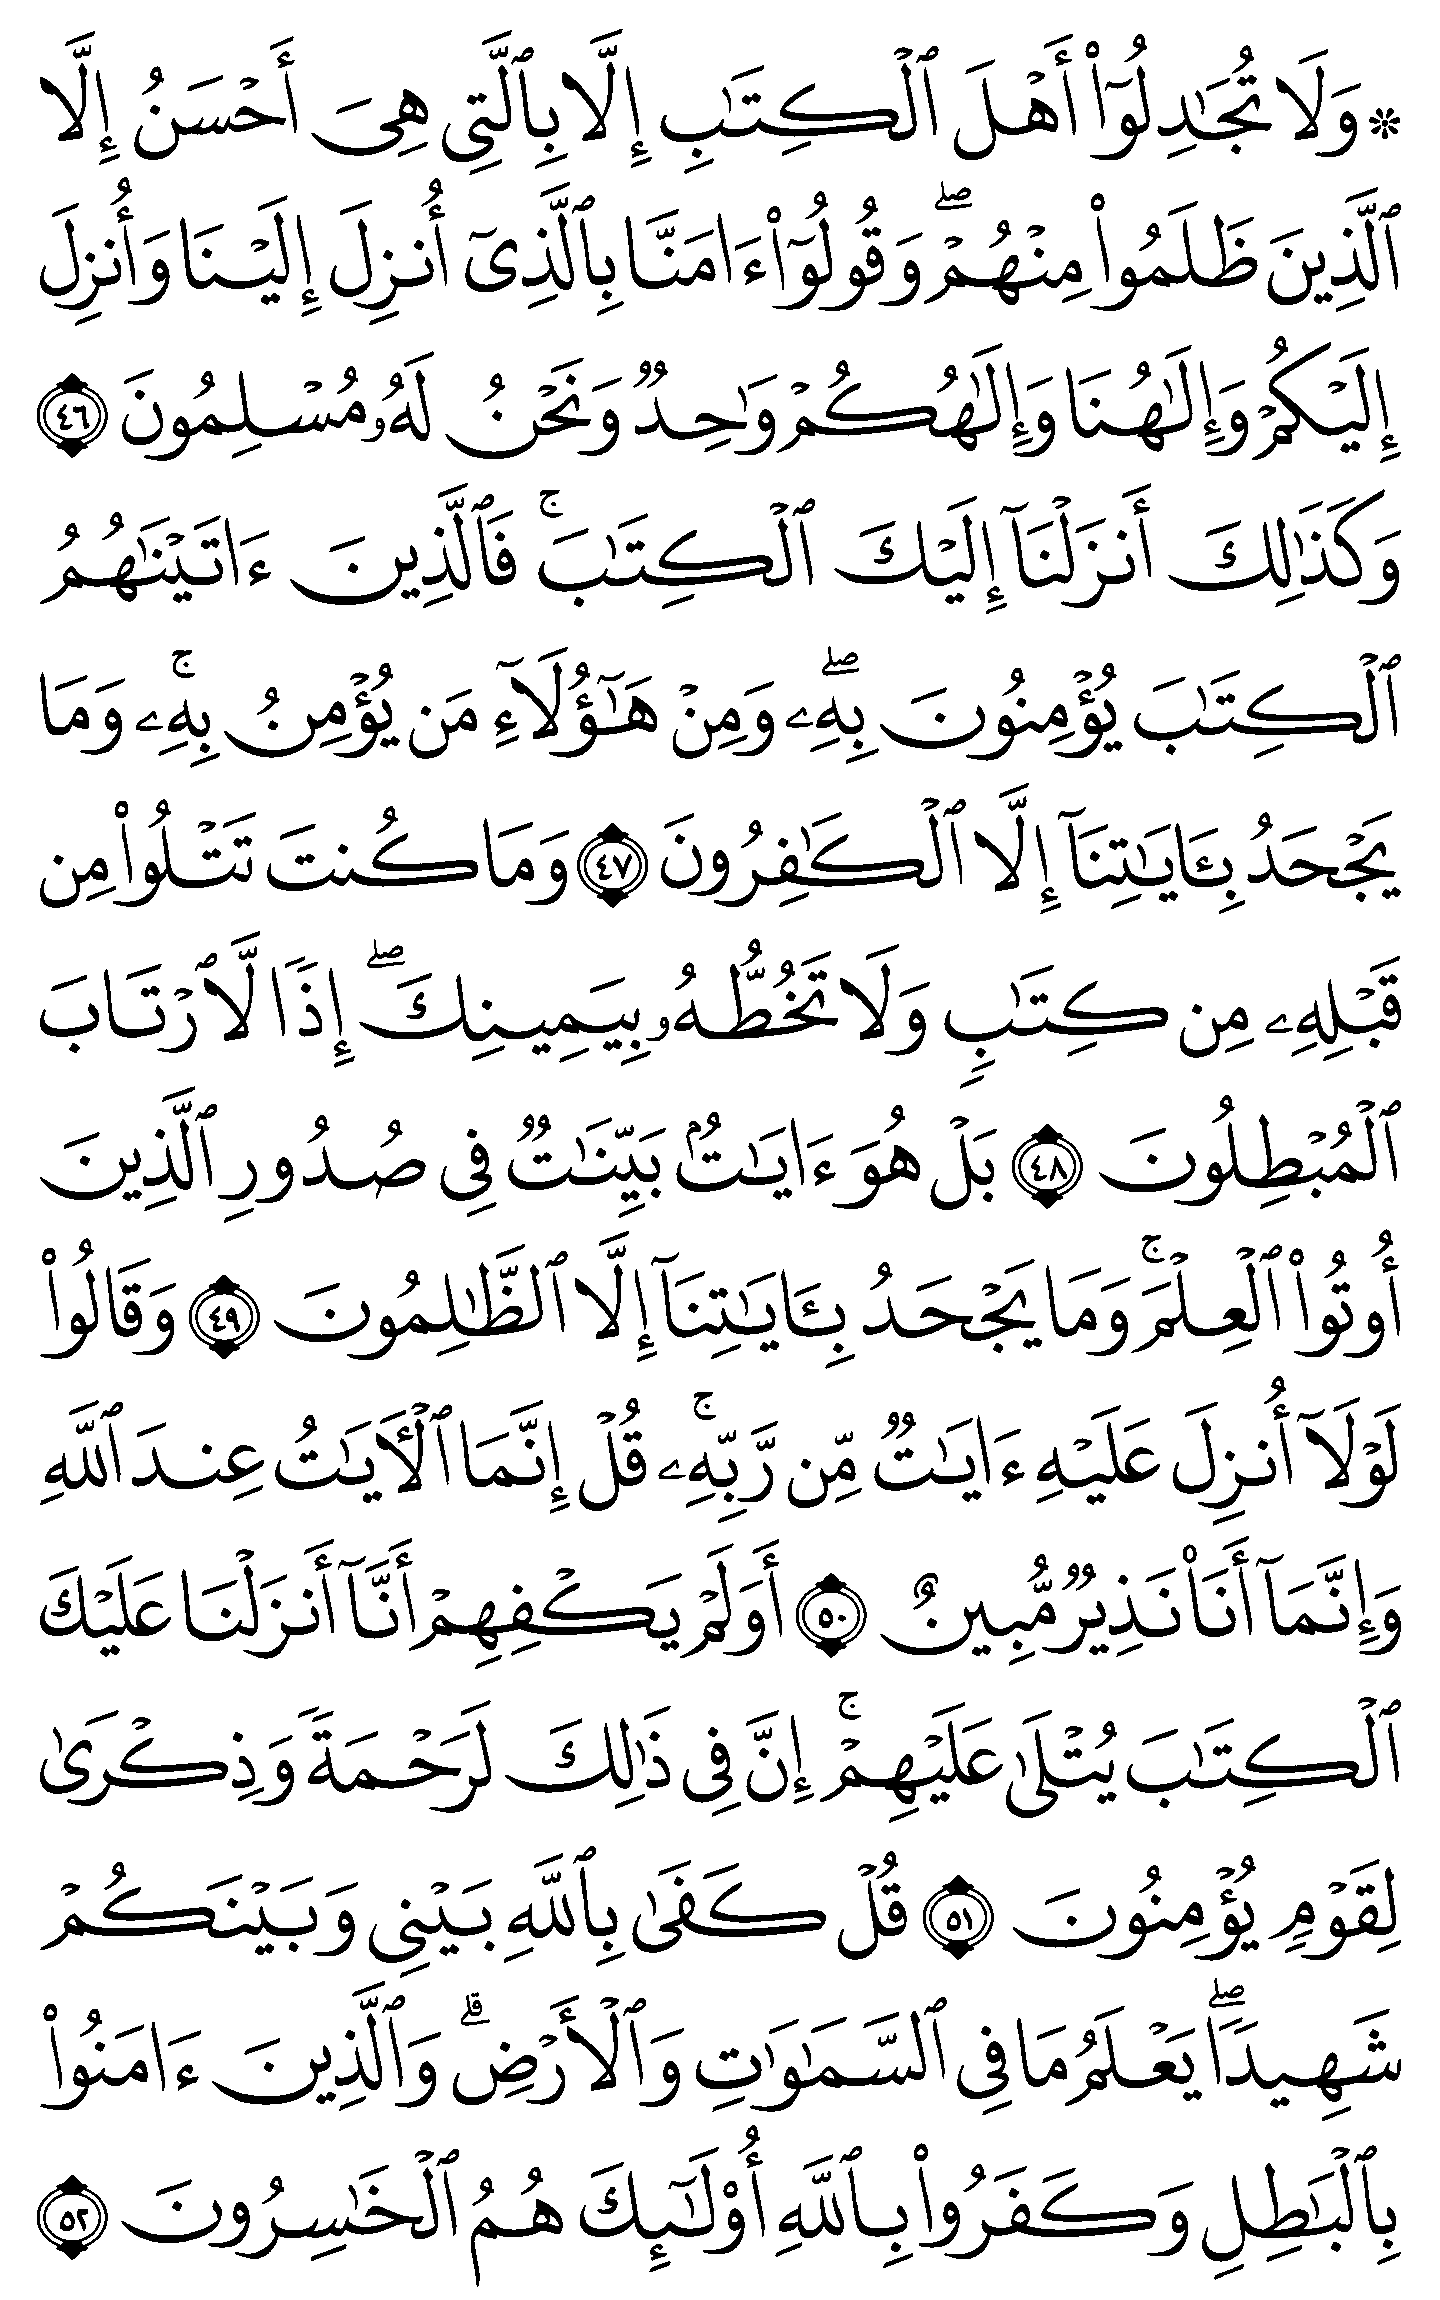 ۞ وَلَا تُجَـٰدِلُوٓا۟ أَهْلَ ٱلْكِتَـٰبِ إِلَّا بِٱلَّتِى هِىَ أَحْسَنُ إِلَّا
ٱلَّذِينَ ظَلَمُوا۟ مِنْهُمْ ۖ وَقُولُوٓا۟ ءَامَنَّا بِٱلَّذِىٓ أُنزِلَ إِلَيْنَا وَأُنزِلَ
إِلَيْكُمْ وَإِلَـٰهُنَا وَإِلَـٰهُكُمْ وَٰحِدٌ وَنَحْنُ لَهُۥ مُسْلِمُونَ ٤٦
وَكَذَٰلِكَ أَنزَلْنَآ إِلَيْكَ ٱلْكِتَـٰبَ ۚ فَٱلَّذِينَ ءَاتَيْنَـٰهُمُ
ٱلْكِتَـٰبَ يُؤْمِنُونَ بِهِۦ ۖ وَمِنْ هَـٰٓؤُلَآءِ مَن يُؤْمِنُ بِهِۦ ۚ وَمَا
يَجْحَدُ بِـَٔايَـٰتِنَآ إِلَّا ٱلْكَـٰفِرُونَ ٤٧ وَمَا كُنتَ تَتْلُوا۟ مِن
قَبْلِهِۦ مِن كِتَـٰبٍ وَلَا تَخُطُّهُۥ بِيَمِينِكَ ۖ إِذًا لَّٱرْتَابَ
ٱلْمُبْطِلُونَ ٤٨ بَلْ هُوَ ءَايَـٰتٌۢ بَيِّنَـٰتٌ فِى صُدُورِ ٱلَّذِينَ
أُوتُوا۟ ٱلْعِلْمَ ۚ وَمَا يَجْحَدُ بِـَٔايَـٰتِنَآ إِلَّا ٱلظَّـٰلِمُونَ ٤٩ وَقَالُوا۟
لَوْلَآ أُنزِلَ عَلَيْهِ ءَايَـٰتٌ مِّن رَّبِّهِۦ ۚ قُلْ إِنَّمَا ٱلْـَٔايَـٰتُ عِندَ ٱللَّهِ
وَإِنَّمَآ أَنَا۠ نَذِيرٌ مُّبِينٌ ٥٠ أَوَلَمْ يَكْفِهِمْ أَنَّآ أَنزَلْنَا عَلَيْكَ
ٱلْكِتَـٰبَ يُتْلَىٰ عَلَيْهِمْ ۚ إِنَّ فِى ذَٰلِكَ لَرَحْمَةً وَذِكْرَىٰ
لِقَوْمٍ يُؤْمِنُونَ ٥١ قُلْ كَفَىٰ بِٱللَّهِ بَيْنِى وَبَيْنَكُمْ
شَهِيدًا ۖ يَعْلَمُ مَا فِى ٱلسَّمَـٰوَٰتِ وَٱلْأَرْضِ ۗ وَٱلَّذِينَ ءَامَنُوا۟
بِٱلْبَـٰطِلِ وَكَفَرُوا۟ بِٱللَّهِ أُو۟لَـٰٓئِكَ هُمُ ٱلْخَـٰسِرُونَ ٥٢